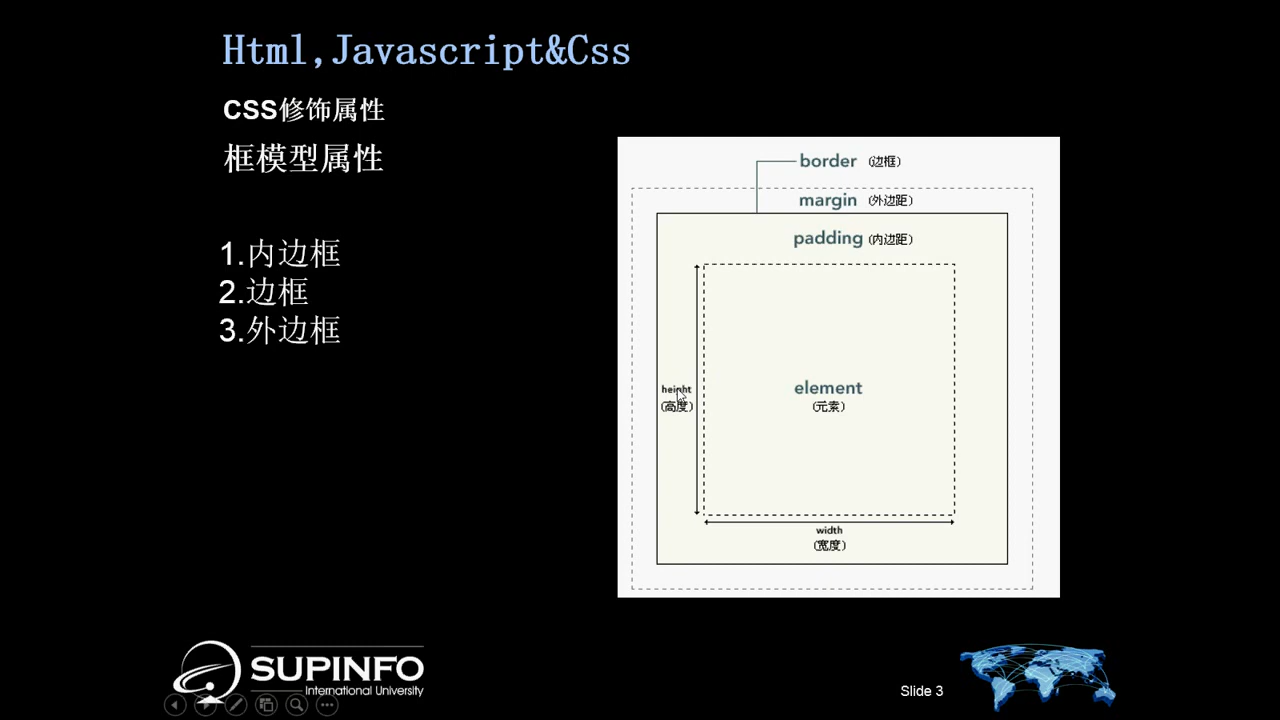 Html,Javascript&Css
CSS修饰属性
框模型属性
1.内边框
2.边框
3.外边框
border (边框)
margin (外边距)
padding (内边距)
height
(高度)
element
(元素)
width
(宽度)
SUPINFO
International University
Slide 3